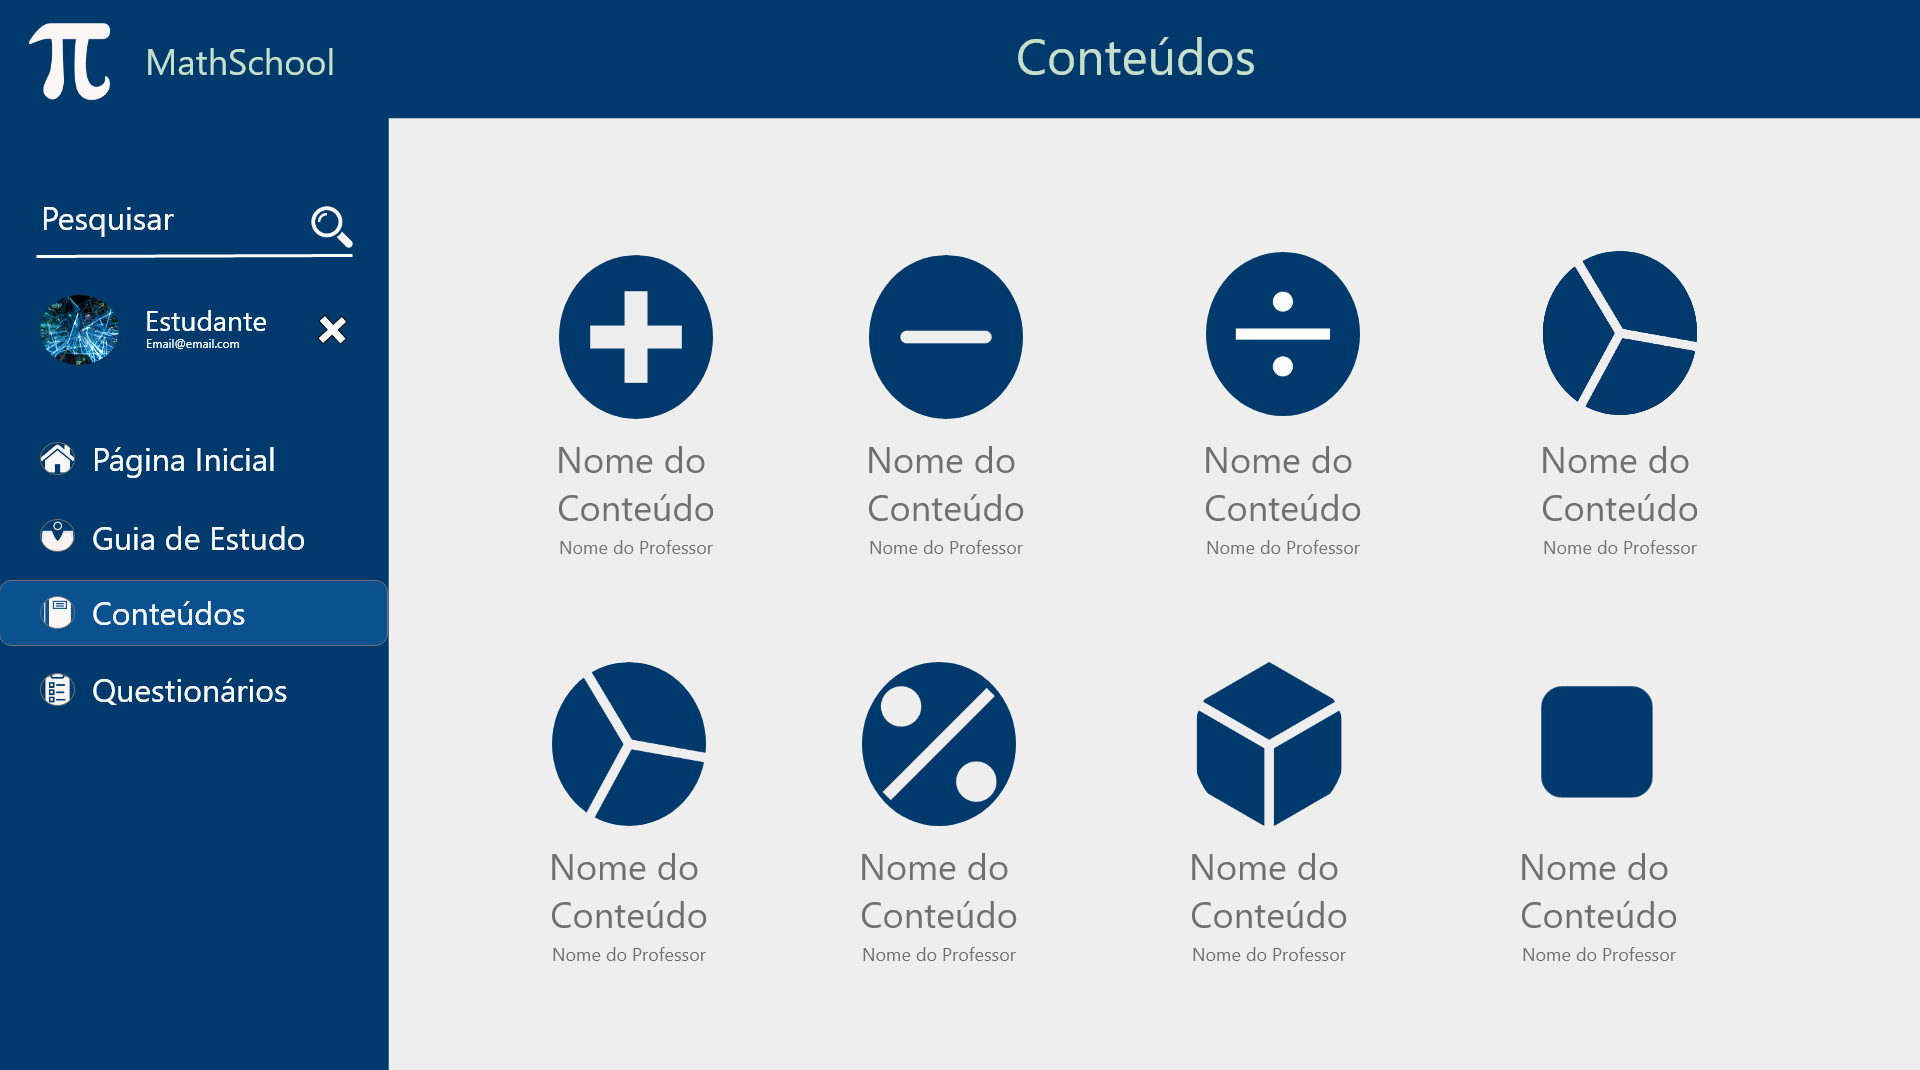 MathSchool
Conteúdos
Pesquisar
Estudante
Email@email.com
Página Inicial
Guia de Estudo
Conteúdos
Questionários
Nome do
Conteúdo
Nome do Professor
Nome do
Conteúdo
Nome do Professor
Nome do
Conteúdo
Nome do Professor
Nome do
Conteúdo
Nome do Professor
Nome do
Conteúdo
Nome do Professor
Nome do
Conteúdo
Nome do Professor
Nome do
Conteúdo
Nome do Professor
Nome do
Conteúdo
Nome do Professor